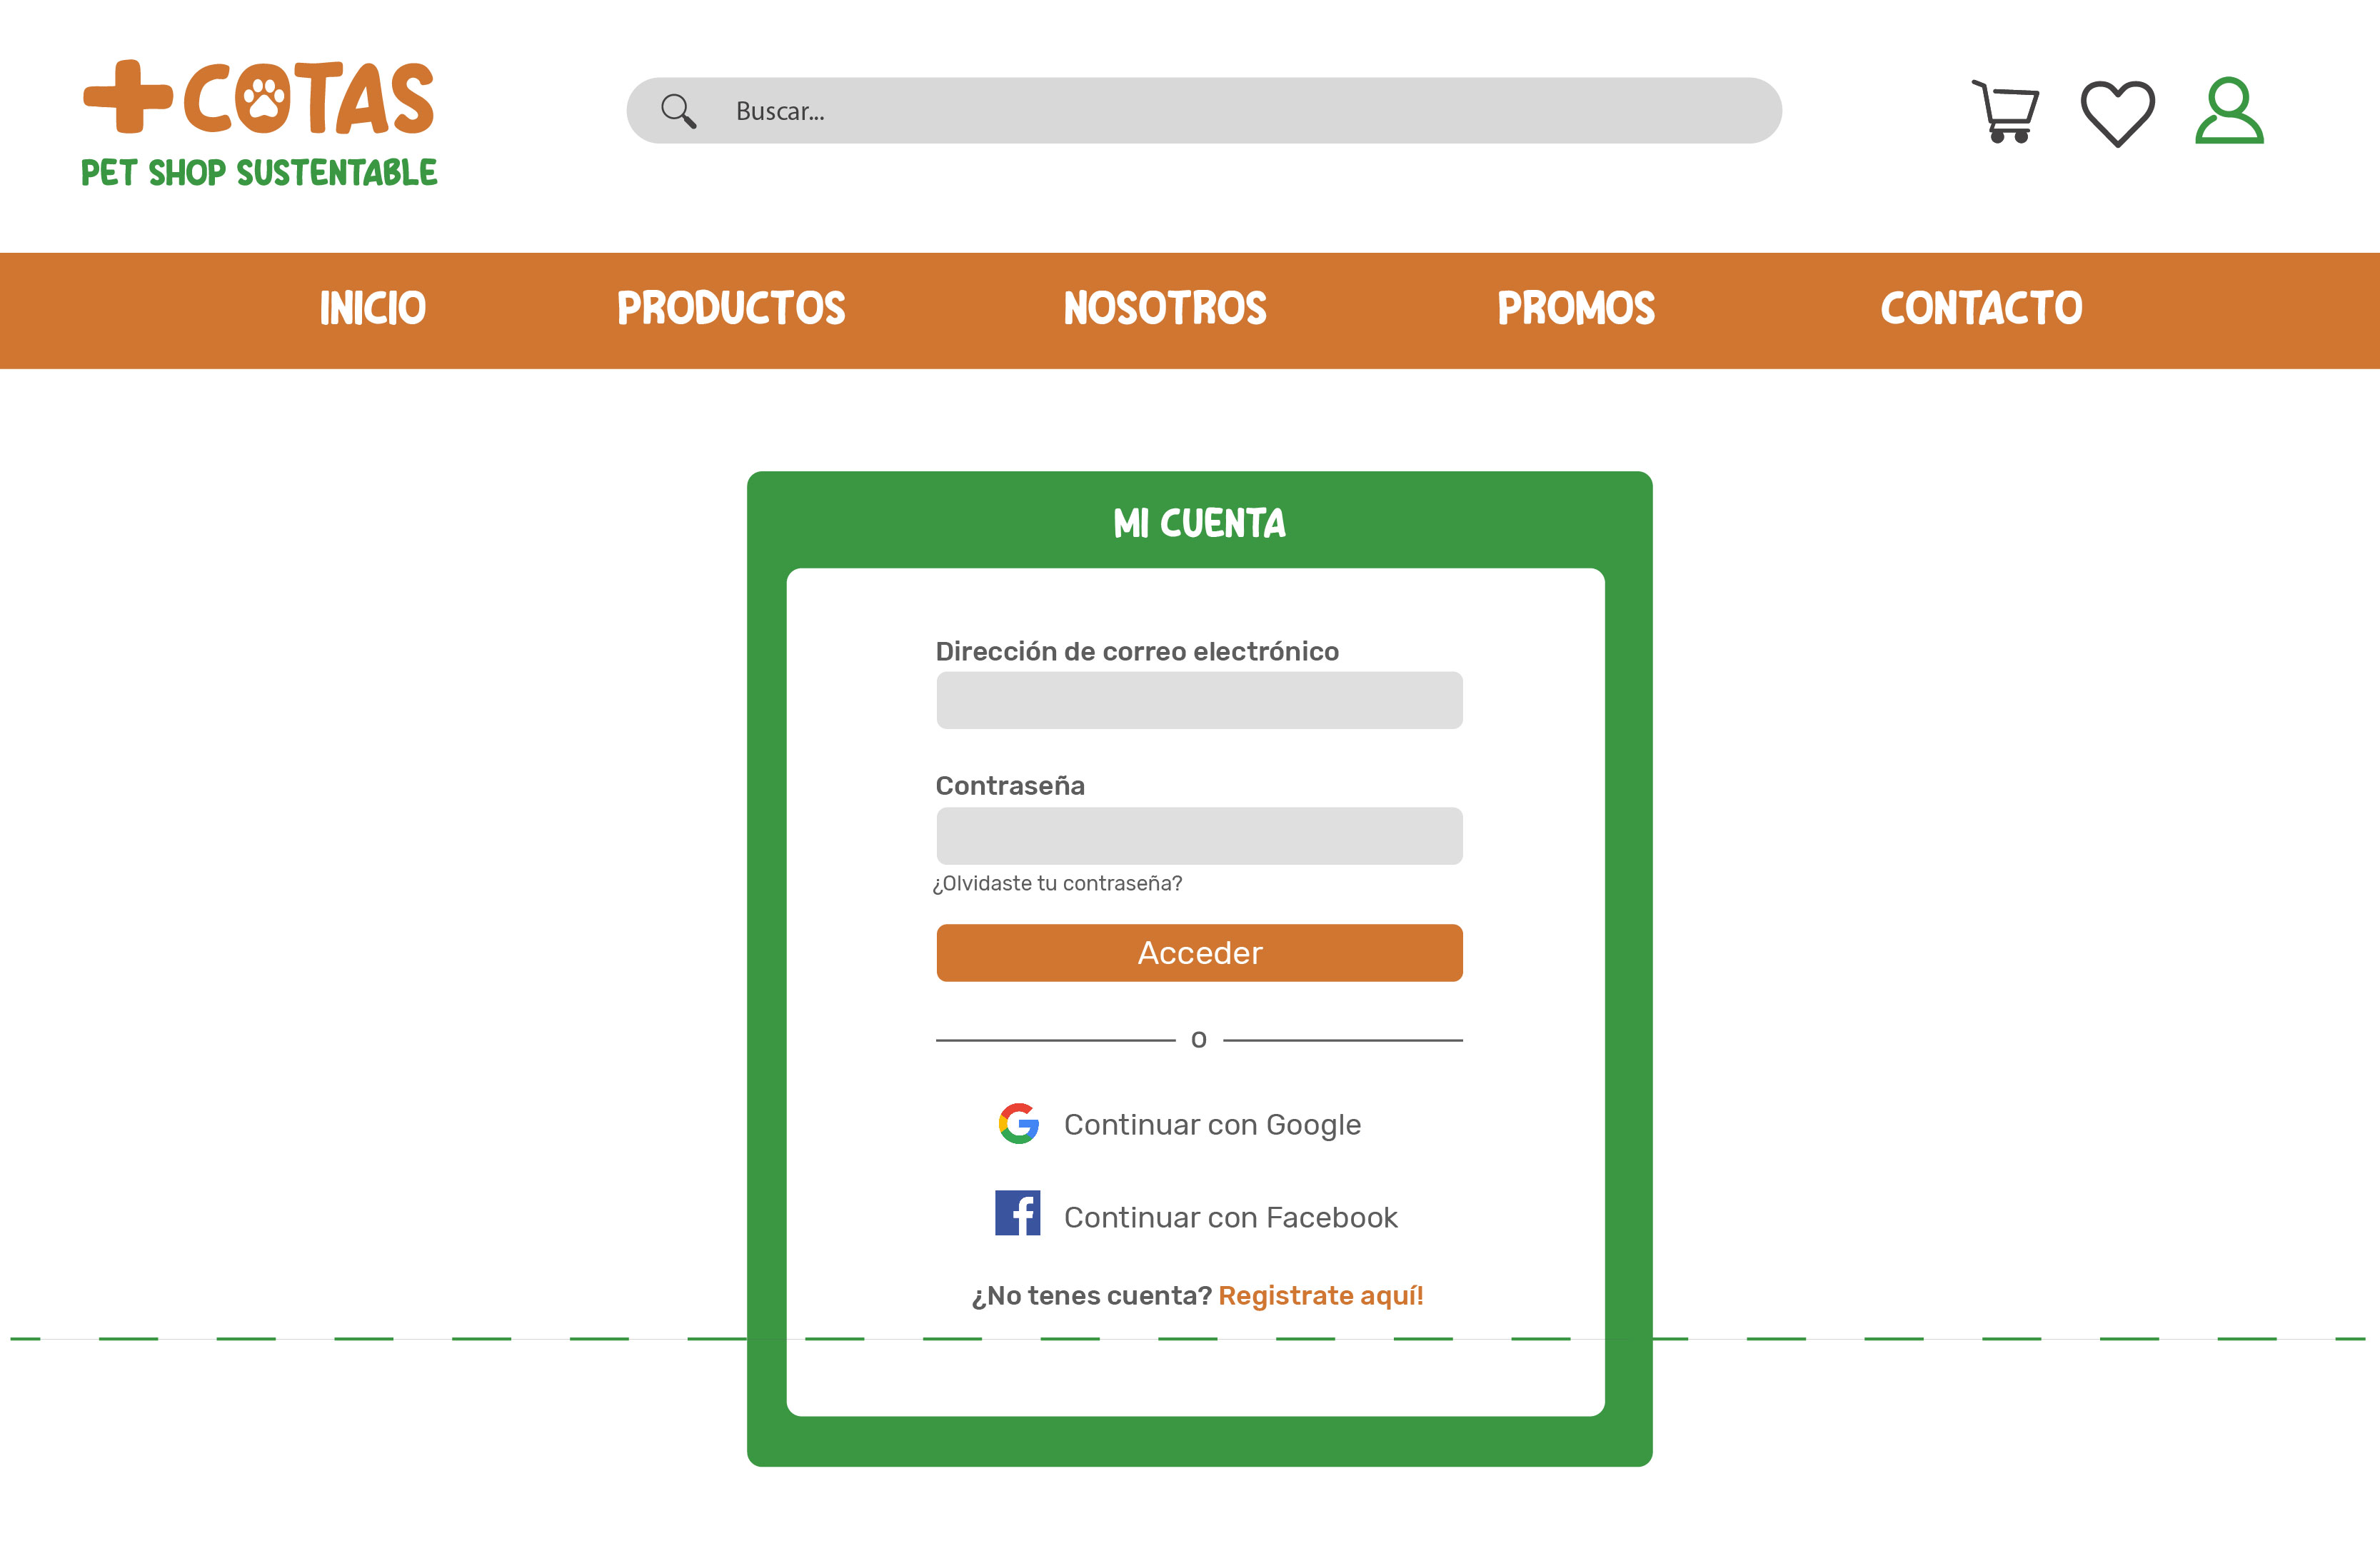 +COTAS
PET SHOP SUSTENTABLE
Buscar...
INICIO PRODUCTOS NOSOTROS PROMOS CONTACTO
MI CUENTA
Dirección de correo electrónico
Contraseña
¿Olvidaste tu contraseña?
Acceder
O
Continuar con Google
Continuar con Facebook
¿No tenes cuenta? Registrate aquí!